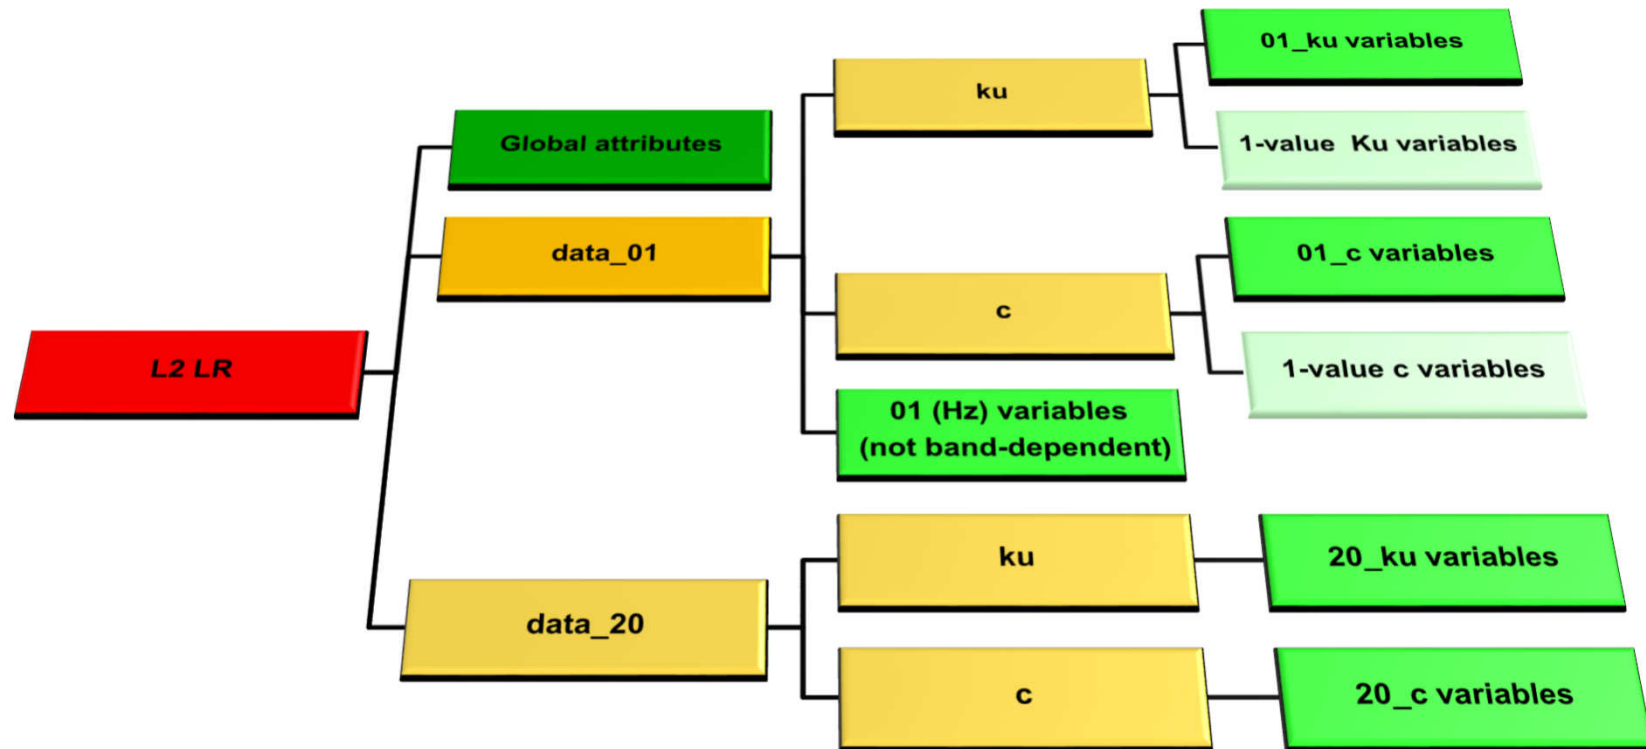 L2 LR
Global attributes
data_01
ku
01_ku variables
1-value Ku variables
c
01_c variables
1-value c variables
01 (Hz) variables
(not band-dependent)
data_20
ku
20_ku variables
c
20_c variables